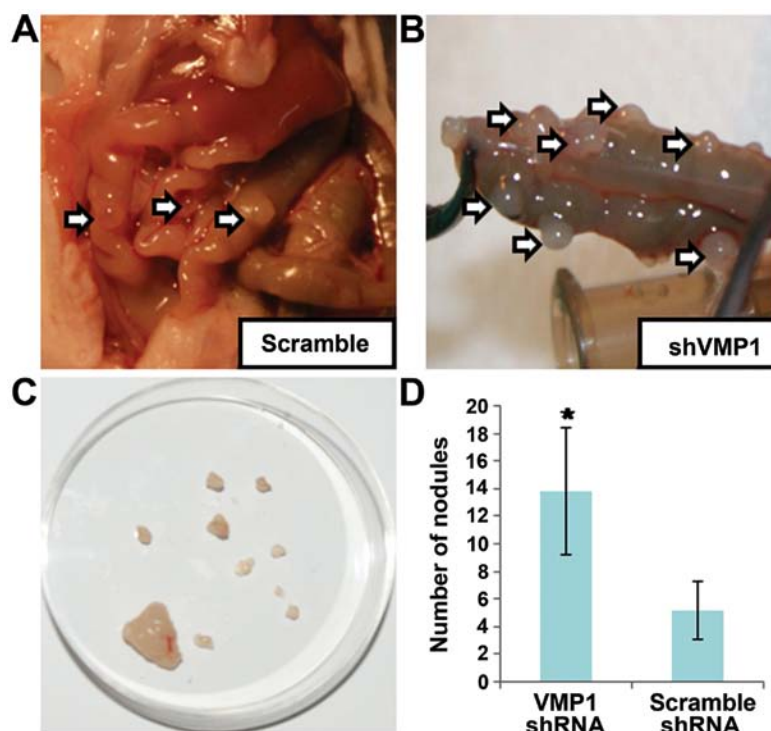 A
B
Scramble
shVMP1
C
D
Number of nodules
20
18
16
14
12
10
8
6
4
2
0
*
VMP1
shRNA
Scramble
shRNA